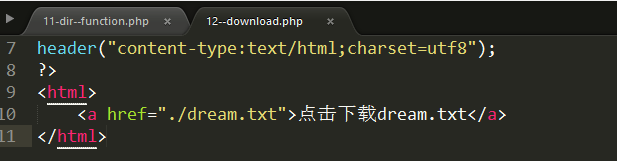 11-dir--function.php × 12--download.php ×
7 header("content-type:text/html;charset=utf8");
8 ?>
9 <html>
10 <a href="./dream.txt">点击下载dream.txt</a>
11 </html>